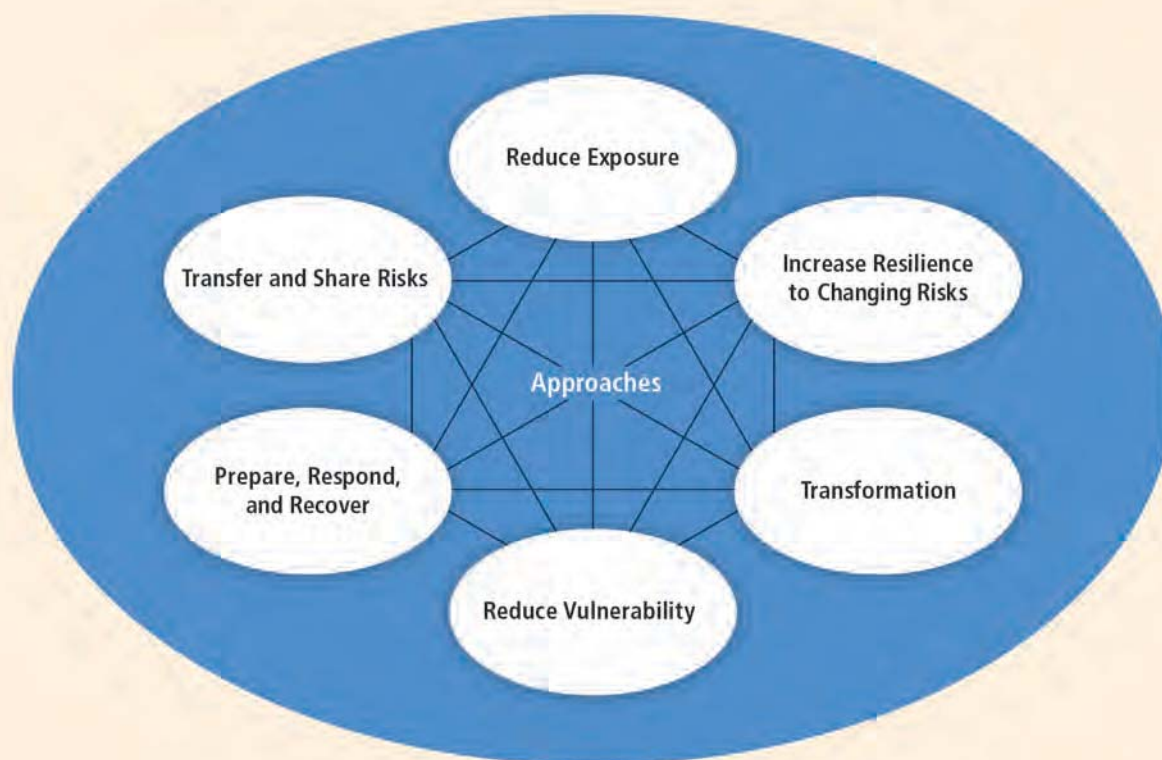 Reduce Exposure
Transfer and Share Risks
Increase Resilience
to Changing Risks
Approaches
Prepare, Respond,
and Recover
Transformation
Reduce Vulnerability